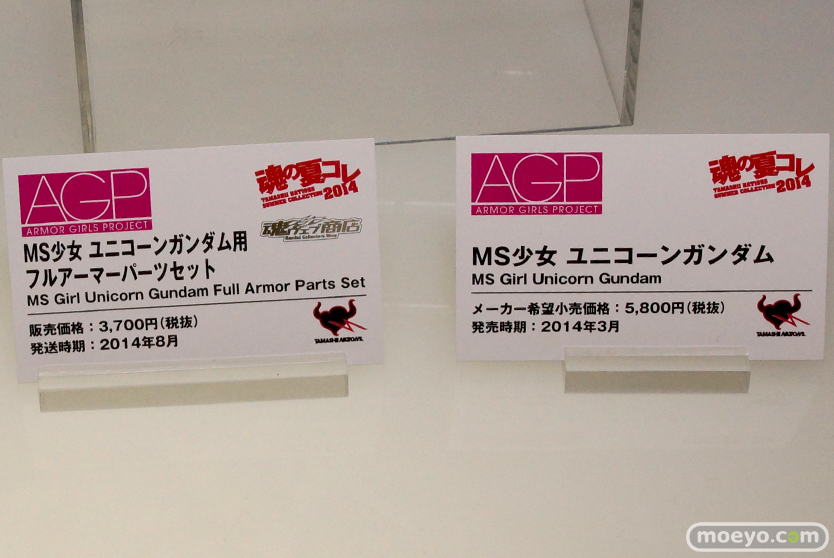 AGP
ARMOR GIRLS PROJECT
魂の夏コレ
TAMASHII NATIONS
SUMMER COLLECTION 2014
魂ウェブ商店
Bandai Collectors Shop
MS少女 ユニコーンガンダム用
フルアーマーパーツセット
MS Girl Unicorn Gundam Full Armor Parts Set
販売価格：3,700円(税抜)
発送時期：2014年8月
TAMASHII NATIONS
AGP
ARMOR GIRLS PROJECT
魂の夏コレ
TAMASHII NATIONS
SUMMER COLLECTION 2014
MS少女 ユニコーンガンダム
MS Girl Unicorn Gundam
メーカー希望小売価格：5,800円(税抜)
発売時期：2014年3月
TAMASHII NATIONS
moeyo.com